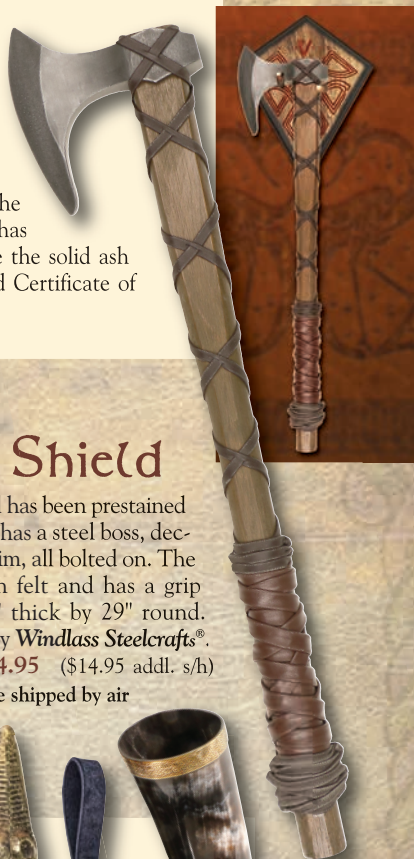 he
has
e the solid ash
d Certificate of
Shield
l has been prestained
has a steel boss, dec-
im, all bolted on. The
n felt and has a grip
" thick by 29" round.
y Windlass Steelcrafts®.
4.95 ($14.95 addl. s/h)
e shipped by air